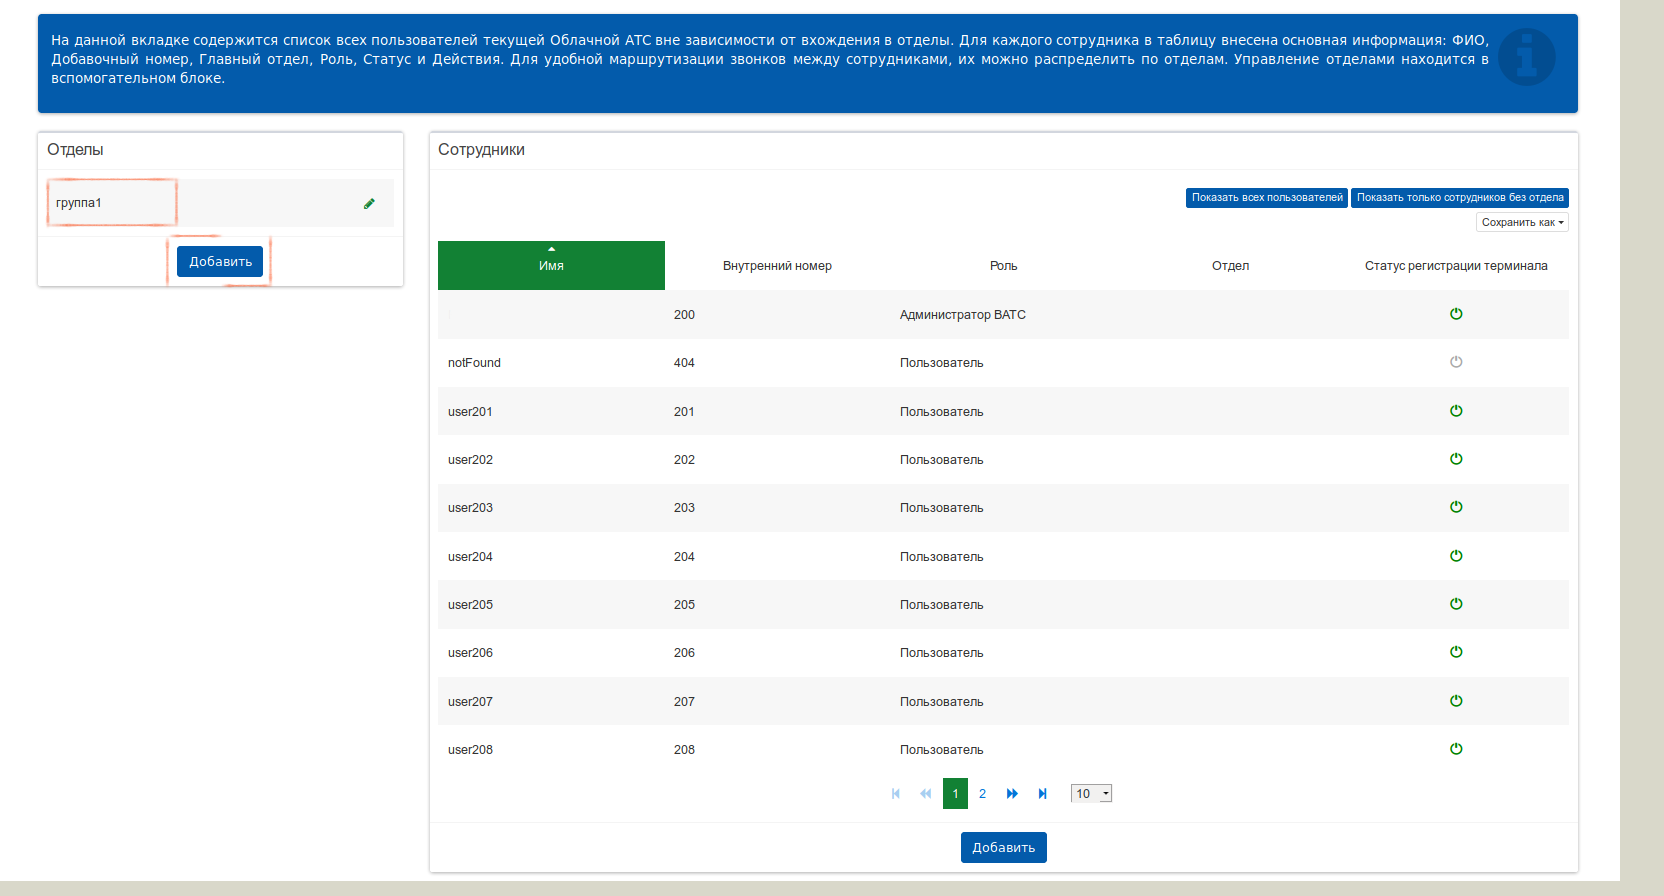 На данной вкладке содержится список всех пользователей текущей Облачной АТС вне зависимости от вхождения в отделы. Для каждого сотрудника в таблицу внесена основная информация: ФИО,
Добавочный номер, Главный отдел, Роль, Статус и Действия. Для удобной маршрутизации звонков между сотрудниками, их можно распределить по отделам. Управление отделами находится в
вспомогательном блоке.
Отделы
группа1
Добавить
Сотрудники
Показать всех пользователей Показать только сотрудников без отдела
Сохранить как
Имя Внутренний номер Роль Отдел Статус регистрации терминала
200 Администратор ВАТС
notFound 404 Пользователь
user201 201 Пользователь
user202 202 Пользователь
user203 203 Пользователь
user204 204 Пользователь
user205 205 Пользователь
user206 206 Пользователь
user207 207 Пользователь
user208 208 Пользователь
1 2 10
Добавить